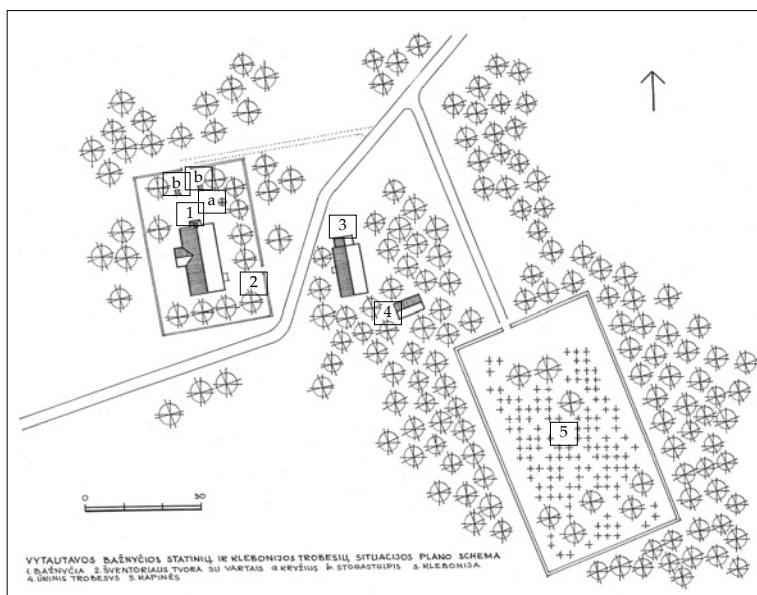 b
b
a
1
3
2
4
5
0
30
VYTAUTAVOS BAŽNYČIOS STATINIŲ IR KLEBONIJOS TROBESIŲ, SITUACIJOS PLANO SCHEMA
1. BAŽNYČIA 2. ŠVENTORIAUS TVORA SU VARTAIS a KRYŽIUS b STOGASTULPIS 3. KLEBONIJA
4. ŪKINIS TROBESYS 5. KAPINĖS